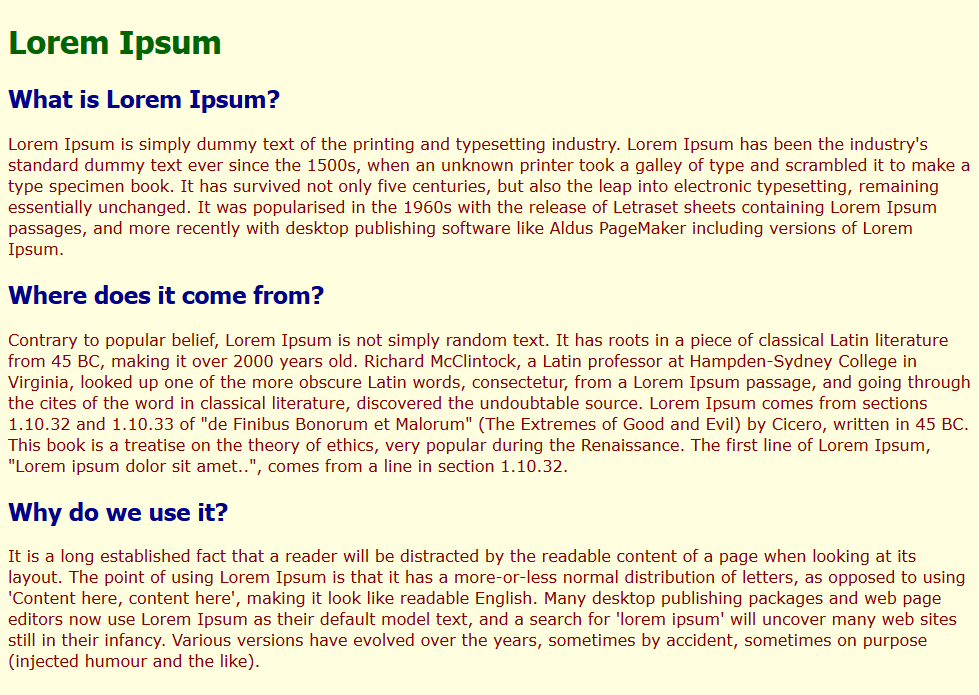 Lorem Ipsum
What is Lorem Ipsum?
Lorem Ipsum is simply dummy text of the printing and typesetting industry. Lorem Ipsum has been the industry's
standard dummy text ever since the 1500s, when an unknown printer took a galley of type and scrambled it to make a
type specimen book. It has survived not only five centuries, but also the leap into electronic typesetting, remaining
essentially unchanged. It was popularised in the 1960s with the release of Letraset sheets containing Lorem Ipsum
passages, and more recently with desktop publishing software like Aldus PageMaker including versions of Lorem
Ipsum.
Where does it come from?
Contrary to popular belief, Lorem Ipsum is not simply random text. It has roots in a piece of classical Latin literature
from 45 BC, making it over 2000 years old. Richard McClintock, a Latin professor at Hampden-Sydney College in
Virginia, looked up one of the more obscure Latin words, consectetur, from a Lorem Ipsum passage, and going through
the cites of the word in classical literature, discovered the undoubtable source. Lorem Ipsum comes from sections
1.10.32 and 1.10.33 of "de Finibus Bonorum et Malorum" (The Extremes of Good and Evil) by Cicero, written in 45 BC.
This book is a treatise on the theory of ethics, very popular during the Renaissance. The first line of Lorem Ipsum,
"Lorem ipsum dolor sit amet..", comes from a line in section 1.10.32.
Why do we use it?
It is a long established fact that a reader will be distracted by the readable content of a page when looking at its
layout. The point of using Lorem Ipsum is that it has a more-or-less normal distribution of letters, as opposed to using
'Content here, content here', making it look like readable English. Many desktop publishing packages and web page
editors now use Lorem Ipsum as their default model text, and a search for 'lorem ipsum' will uncover many web sites
still in their infancy. Various versions have evolved over the years, sometimes by accident, sometimes on purpose
(injected humour and the like).